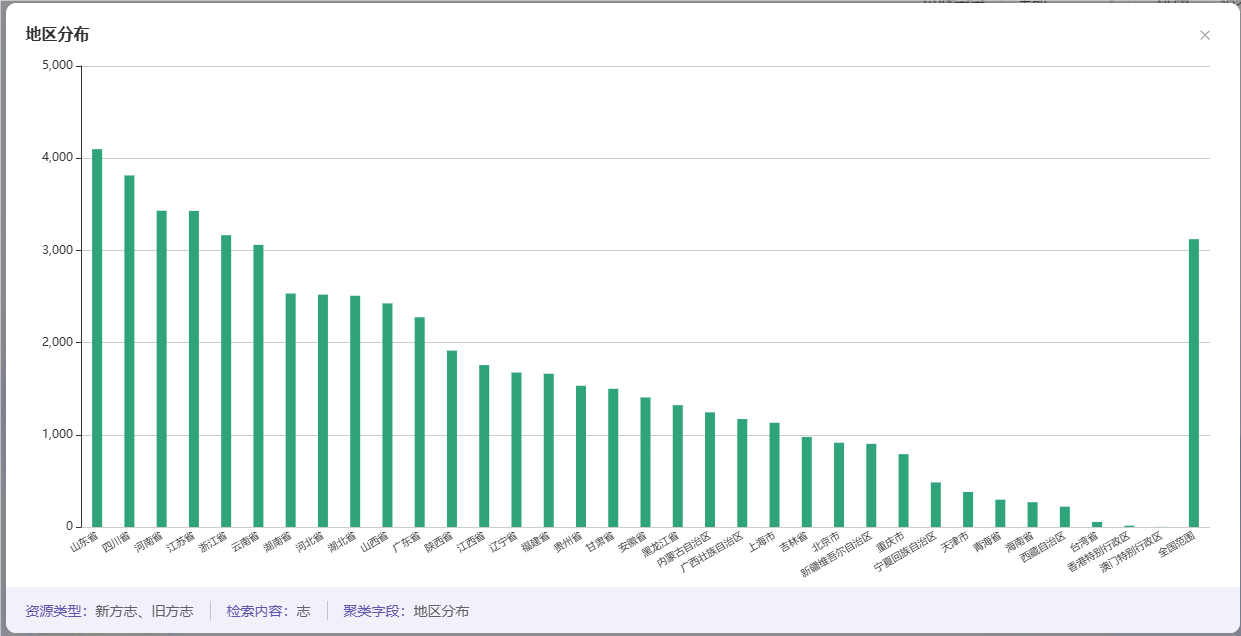 地区分布
5,000
4,000
3,000
2,000
1,000
0
山东省
四川省
河南省
江苏省
浙江省
云南省
湖南省
河北省
湖北省
山西省
广东省
陕西省
江西省
辽宁省
福建省
贵州省
甘肃省
安徽省
黑龙江省
内蒙古自治区
广西壮族自治区
上海市
吉林省
北京市
新疆维吾尔自治区
重庆市
宁夏回族自治区
天津市
青海省
海南省
西藏自治区
台湾省
香港特别行政区
澳门特别行政区
全国范围
资源类型：新方志、旧方志 检索内容：志 聚类字段：地区分布